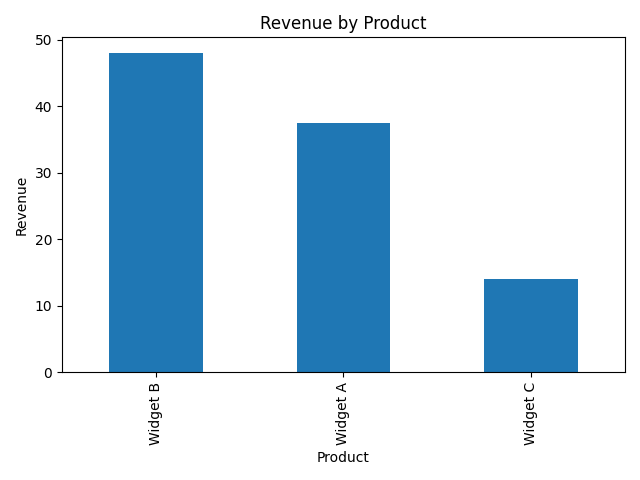 Revenue by Product
Revenue
50
40
30
20
10
0
Widget B
Widget A
Widget C
Product